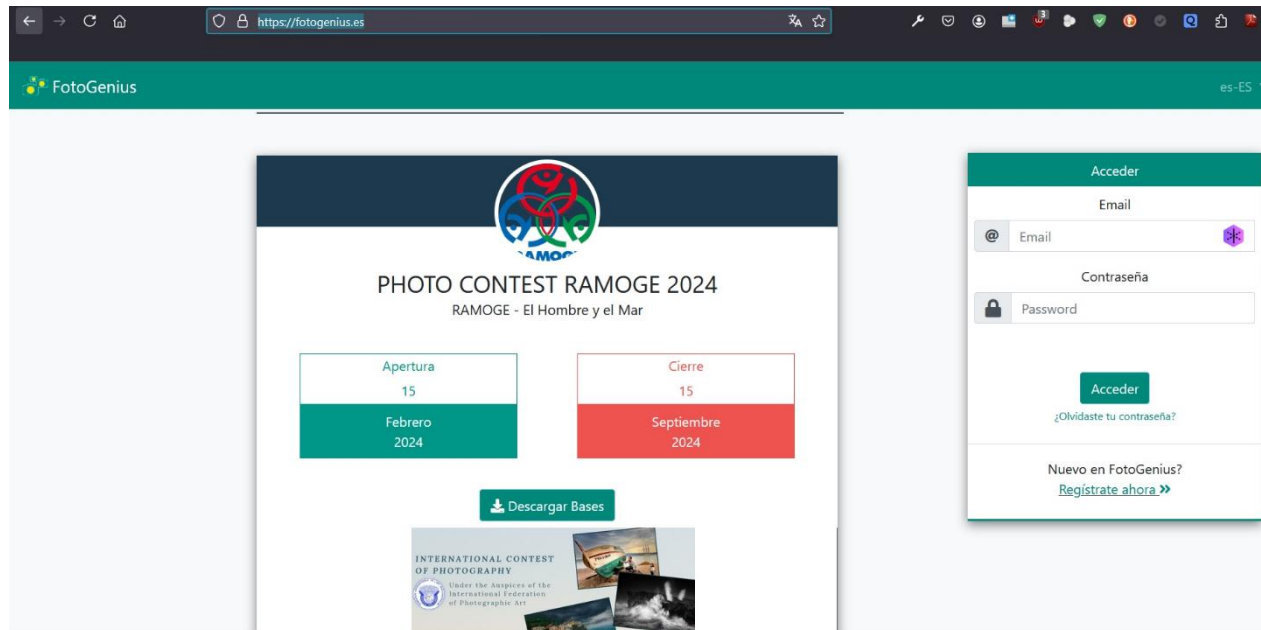 https://fotogenius.es
3
FotoGenius
es-ES
PHOTO CONTEST RAMOGE 2024
RAMOGE - El Hombre y el Mar
Apertura
15
Febrero
2024
Cierre
15
Septiembre
2024
Descargar Bases
INTERNATIONAL CONTEST
OF PHOTOGRAPHY
Under the Auspices of the
International Federation
of Photographic Art
Acceder
Email
@ Email
Contraseña
Password
Acceder
¿Olvidaste tu contraseña?
Nuevo en FotoGenius?
Regístrate ahora »